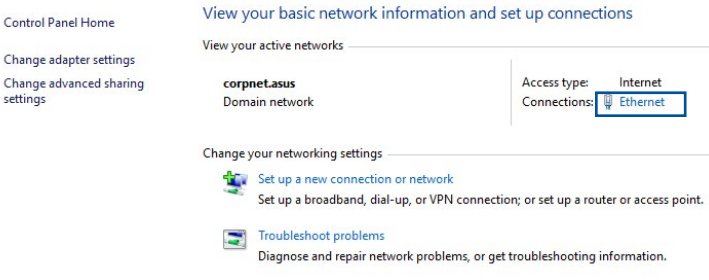 Control Panel Home
Change adapter settings
Change advanced sharing
settings
View your basic network information and set up connections
View your active networks
corpnet.asus
Domain network
Access type: Internet
Connections: Ethernet
Change your networking settings
Set up a new connection or network
Set up a broadband, dial-up, or VPN connection; or set up a router or access point.
Troubleshoot problems
Diagnose and repair network problems, or get troubleshooting information.